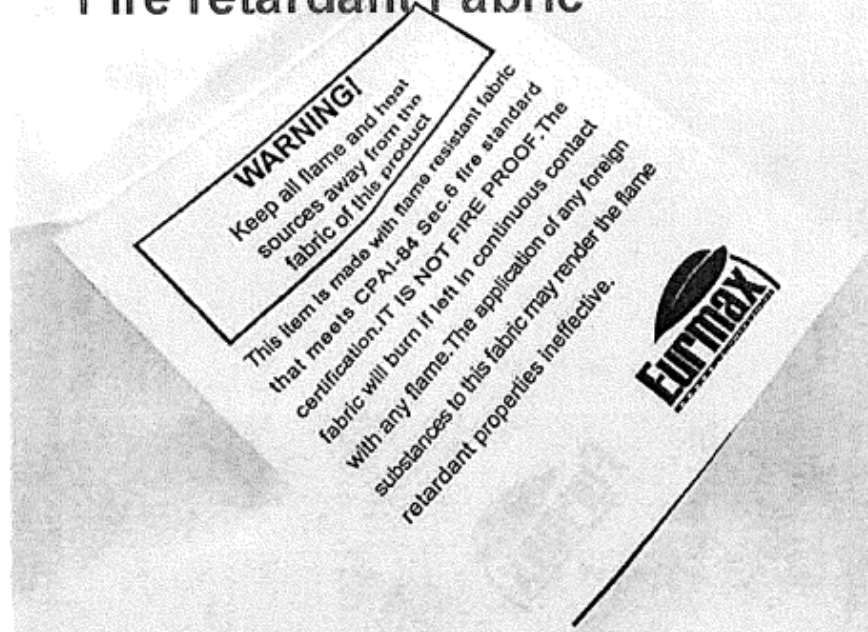 Fire retardant Fabric
WARNING!
Keep all flame and heat
sources away from the
fabric of this product
This item is made with flame resistant fabric
that meets CPAI-84 Sec.6 fire standard
certification.IT IS NOT FIRE PROOF.The
fabric will burn if left in continuous contact
with any flame.The application of any foreign
substances to this fabric may render the flame
retardant properties ineffective.
Eurmax